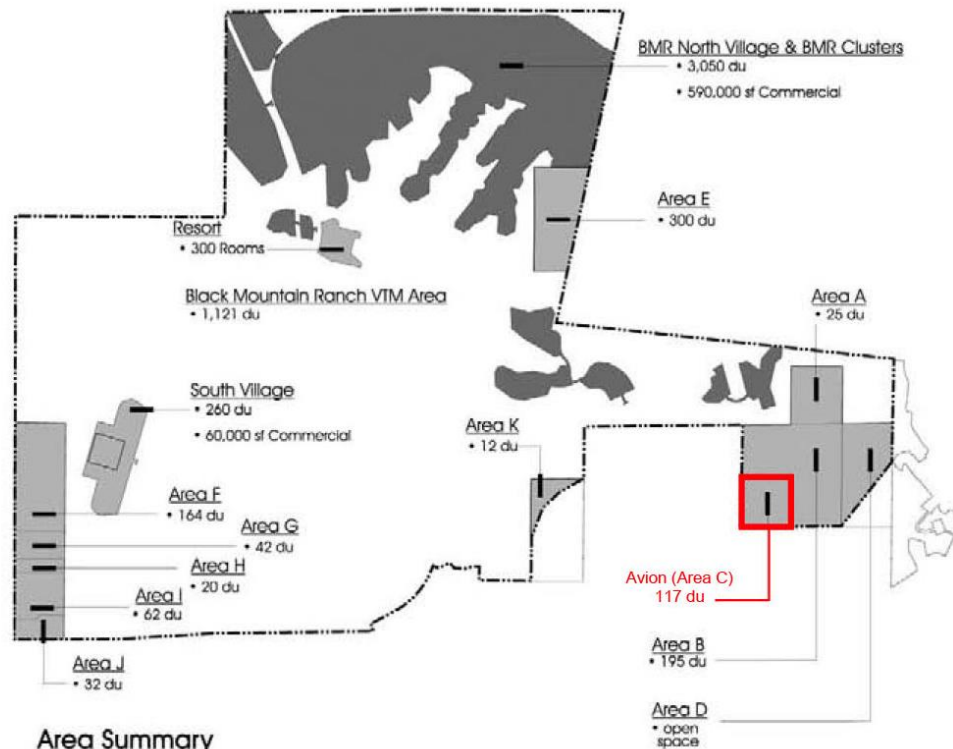 BMR North Village & BMR Clusters
• 3,050 du
• 590,000 sf Commercial
Area E
• 300 du
Resort
• 300 Rooms
Black Mountain Ranch VTM Area
• 1,121 du
Area A
• 25 du
South Village
• 260 du
• 60,000 sf Commercial
Area K
• 12 du
Area F
• 164 du
Area G
• 42 du
Area H
• 20 du
Area I
• 62 du
Area J
• 32 du
Avion (Area C)
117 du
Area B
• 195 du
Area D
• open
space
Area Summary